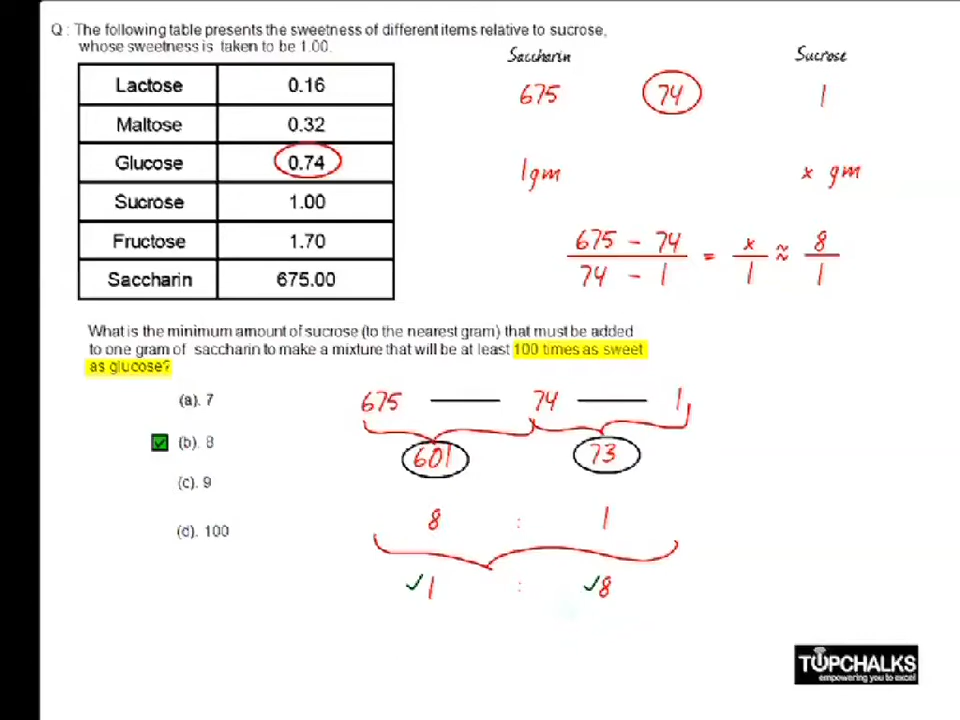 Q : The following table presents the sweetness of different items relative to sucrose,
whose sweetness is taken to be 1.00.
Saccharin Sucrose
Lactose 0.16
675 74 1
Maltose 0.32
Glucose 0.74
1gm x gm
Sucrose 1.00
Fructose 1.70
675 - 74 / 74 - 1 = x / 1 ≈ 8 / 1
Saccharin 675.00
What is the minimum amount of sucrose (to the nearest gram) that must be added
to one gram of saccharin to make a mixture that will be at least 100 times as sweet
as glucose?
(a). 7
675 74 1
(b). 8
601 73
(c). 9
8 : 1
(d). 100
✓1 : ✓8
TOPCHALKS
empowering you to excel